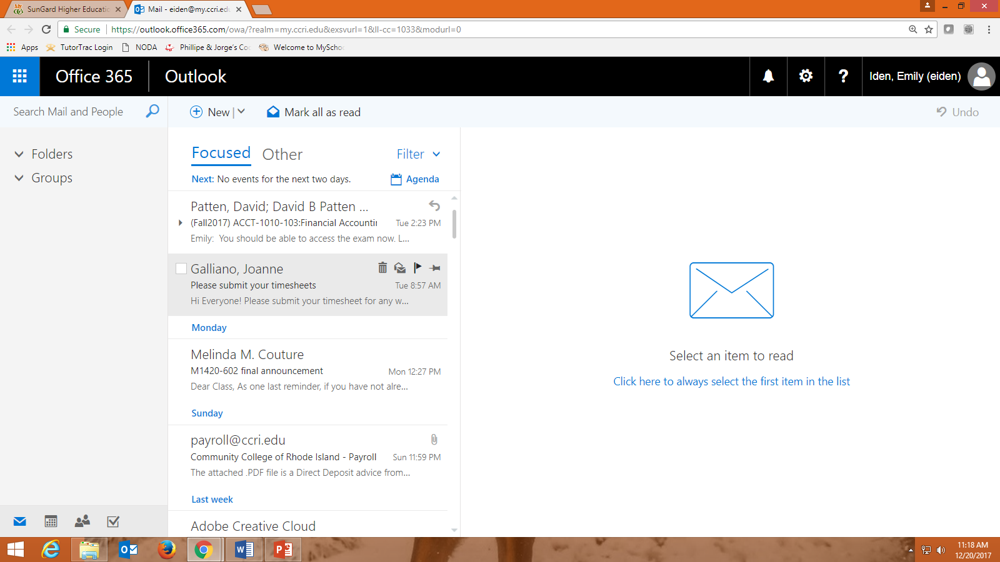 SunGard Higher Educatic
Mail - eiden@my.ccri.edu
Secure
https://outlook.office365.com/owa/?realm=my.ccri.edu&exsvurl=1&ll-cc=1033&modurl=0
Apps
TutorTrac Login
NODA
Phillipe & Jorge's Coo
Welcome to MySchoo
Office 365
Outlook
?
Iden, Emily (eiden)
Search Mail and People
New
Mark all as read
Undo
Folders
Groups
Focused
Other
Filter
Next: No events for the next two days.
Agenda
Patten, David; David B Patten ...
(Fall2017) ACCT-1010-103:Financial Accountin
Tue 2:23 PM
Emily: You should be able to access the exam now. L...
Galliano, Joanne
Please submit your timesheets
Tue 8:57 AM
Hi Everyone! Please submit your timesheet for any w...
Monday
Melinda M. Couture
M1420-602 final announcement
Mon 12:27 PM
Dear Class, As one last reminder, if you have not alre...
Sunday
payroll@ccri.edu
Community College of Rhode Island - Payroll
Sun 11:59 PM
The attached .PDF file is a Direct Deposit advice from...
Last week
Adobe Creative Cloud
Select an item to read
Click here to always select the first item in the list
11:18 AM
12/20/2017